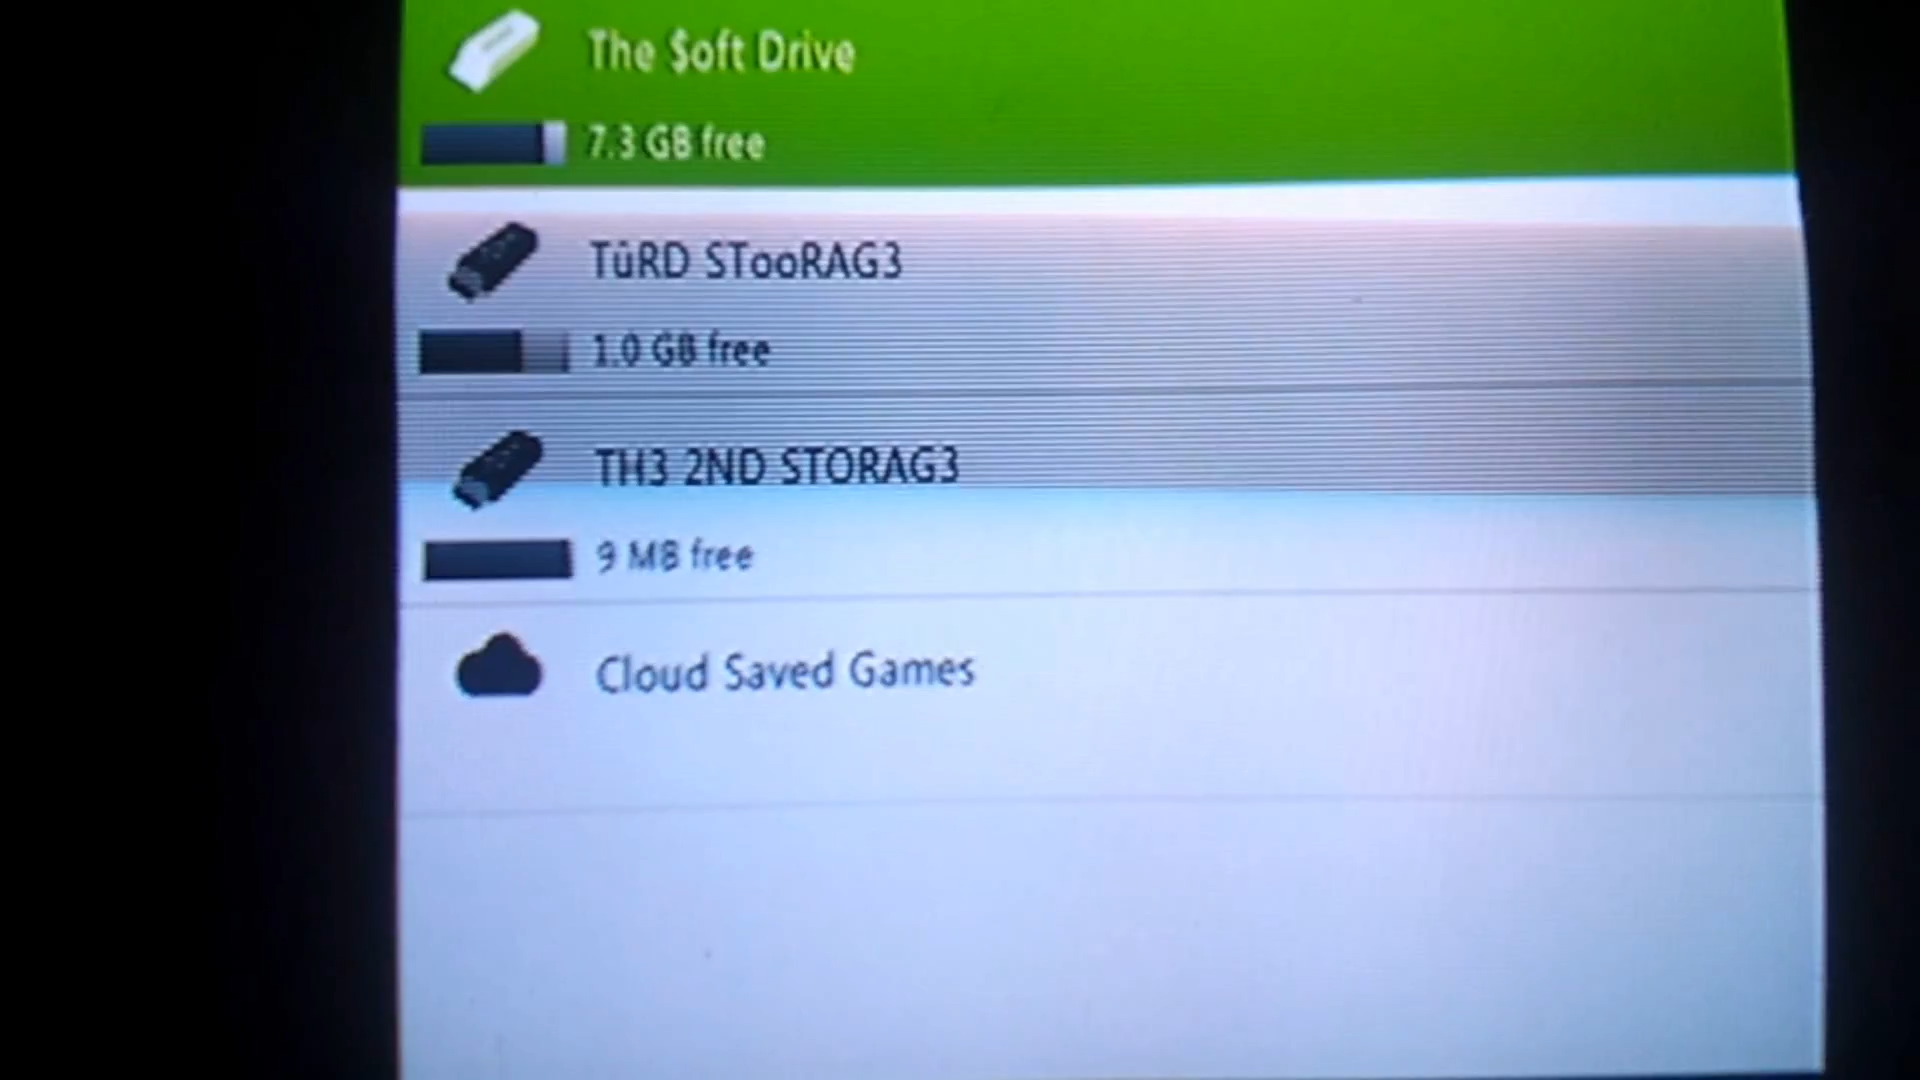 The $oft Drive
7.3 GB free
TûRD STooRAG3
1.0 GB free
TH3 2ND STORAG3
9 MB free
Cloud Saved Games